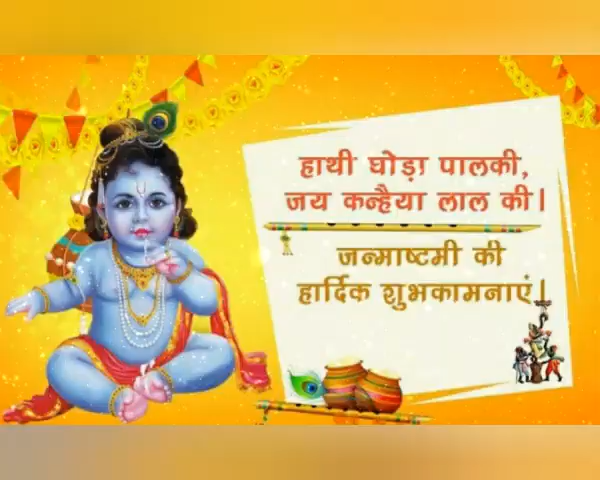 हाथी घोड़ा पालकी,
जय कन्हैया लाल की।
जन्माष्टमी की
हार्दिक शुभकामनाएं।